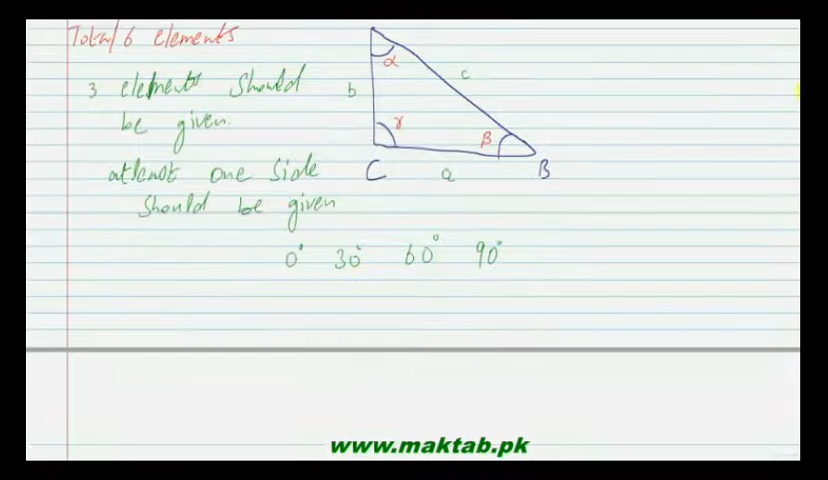 Total 6 elements
3 elements should
be given.
atleast one side
should be given
α
b
c
γ
β
C
a
B
0° 30° 60° 90°
www.maktab.pk